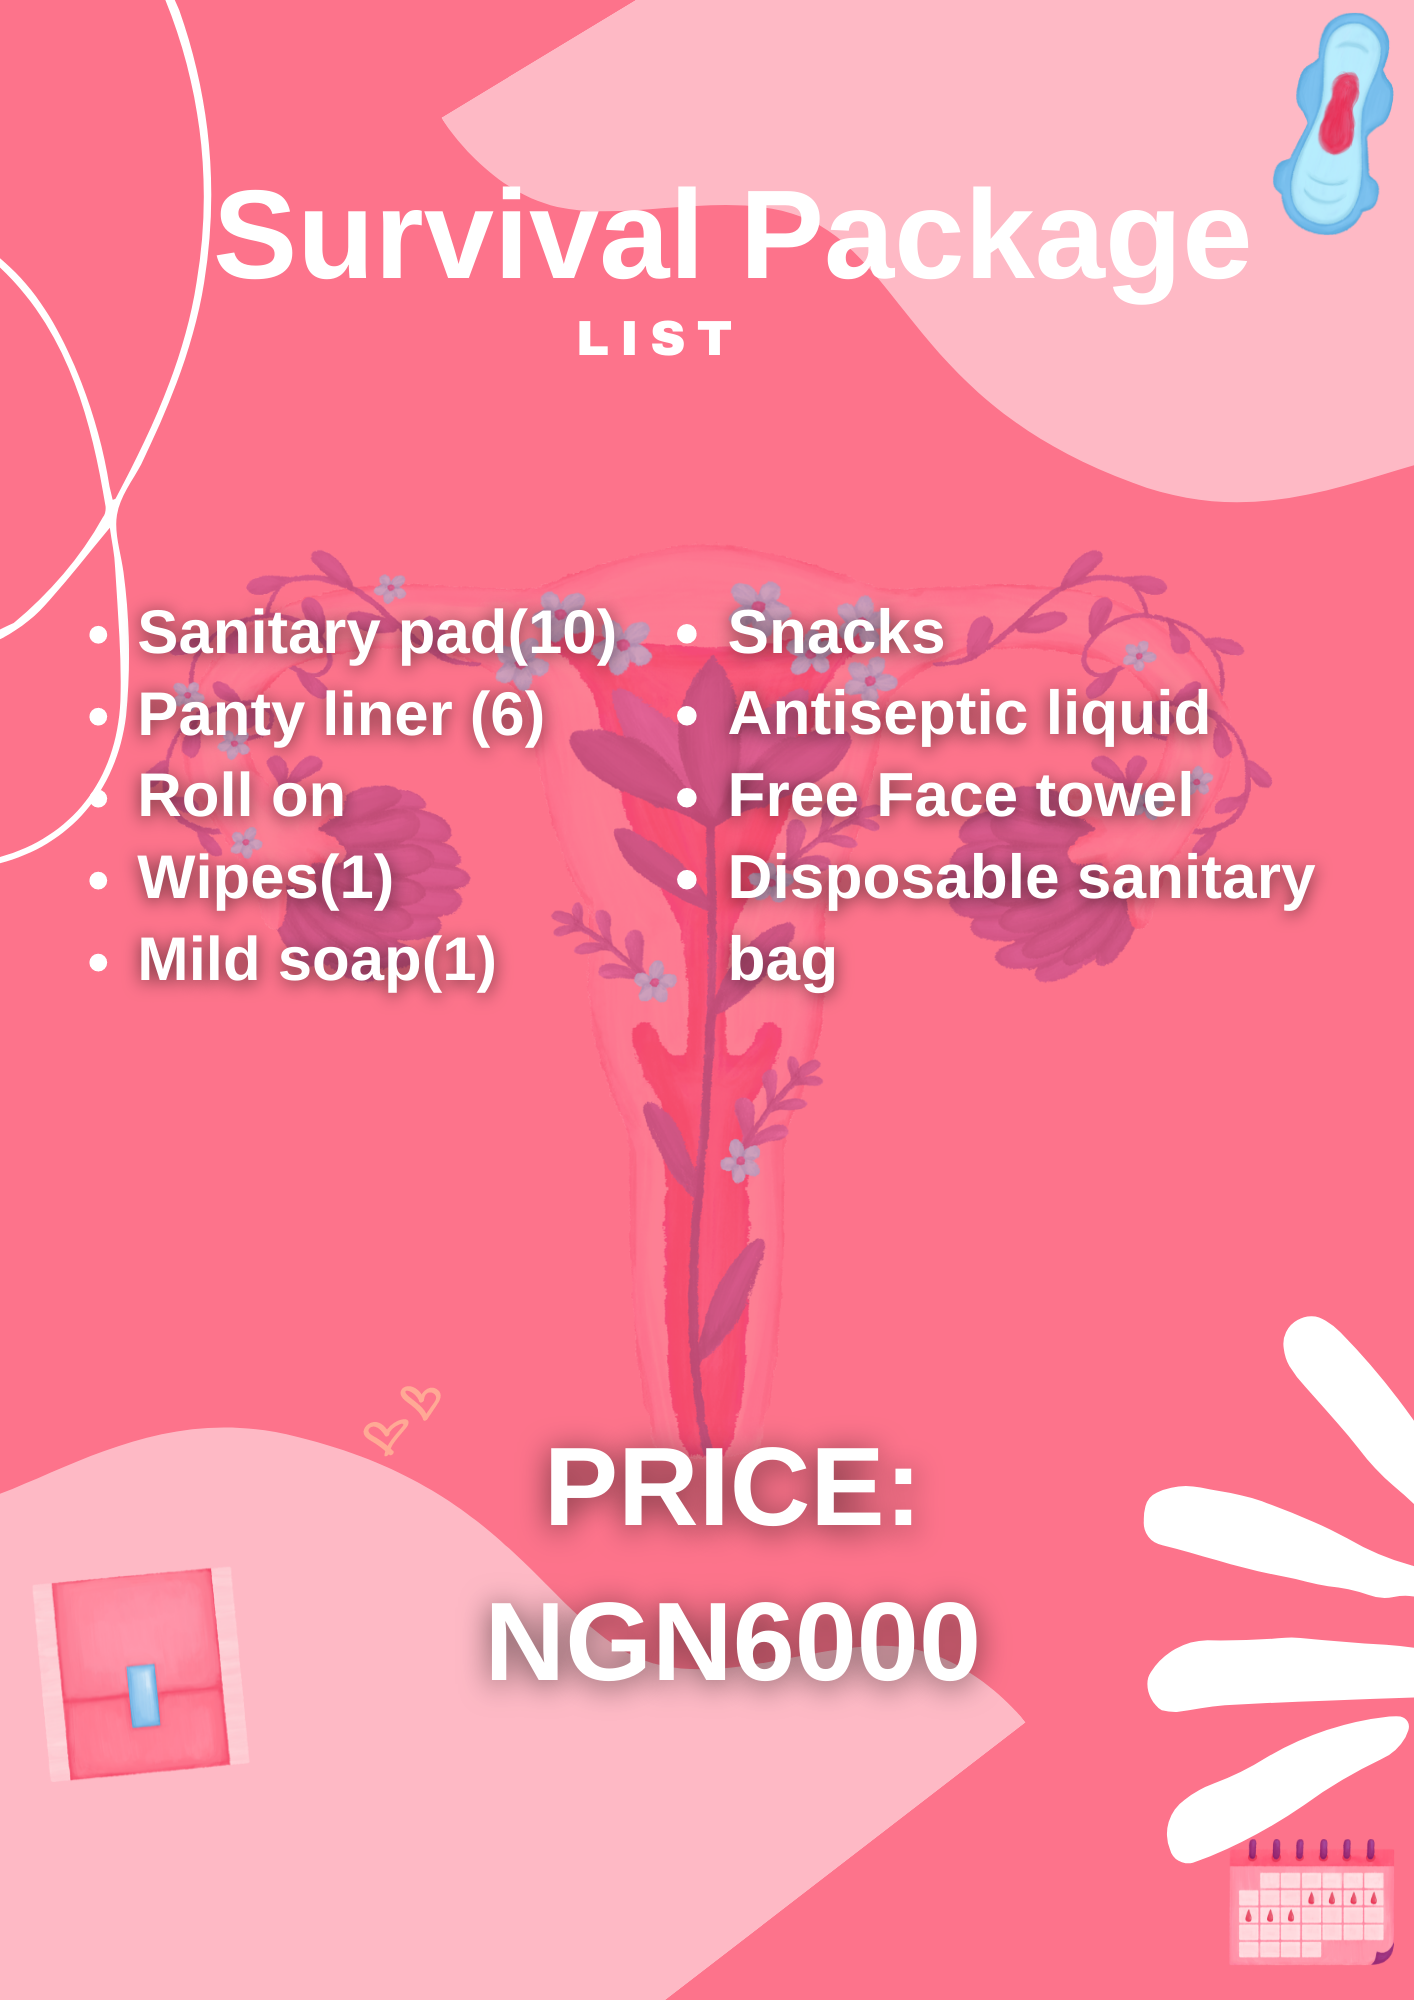 Survival Package
LIST
• Sanitary pad(10)
• Panty liner (6)
• Roll on
• Wipes(1)
• Mild soap(1)
• Snacks
• Antiseptic liquid
• Free Face towel
• Disposable sanitary
bag
PRICE:
NGN6000